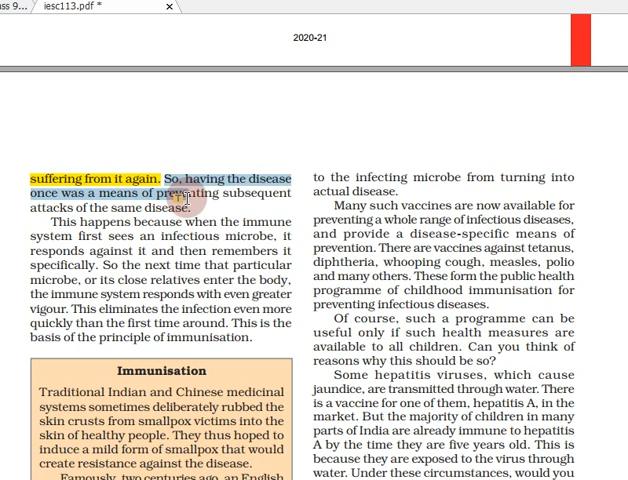 ass 9... iesc113.pdf *
2020-21
suffering from it again. So, having the disease
once was a means of preventing subsequent
attacks of the same disease.
This happens because when the immune
system first sees an infectious microbe, it
responds against it and then remembers it
specifically. So the next time that particular
microbe, or its close relatives enter the body,
the immune system responds with even greater
vigour. This eliminates the infection even more
quickly than the first time around. This is the
basis of the principle of immunisation.
Immunisation
Traditional Indian and Chinese medicinal
systems sometimes deliberately rubbed the
skin crusts from smallpox victims into the
skin of healthy people. They thus hoped to
induce a mild form of smallpox that would
create resistance against the disease.
Famously, two centuries ago, an English
to the infecting microbe from turning into
actual disease.
Many such vaccines are now available for
preventing a whole range of infectious diseases,
and provide a disease-specific means of
prevention. There are vaccines against tetanus,
diphtheria, whooping cough, measles, polio
and many others. These form the public health
programme of childhood immunisation for
preventing infectious diseases.
Of course, such a programme can be
useful only if such health measures are
available to all children. Can you think of
reasons why this should be so?
Some hepatitis viruses, which cause
jaundice, are transmitted through water. There
is a vaccine for one of them, hepatitis A, in the
market. But the majority of children in many
parts of India are already immune to hepatitis
A by the time they are five years old. This is
because they are exposed to the virus through
water. Under these circumstances, would you